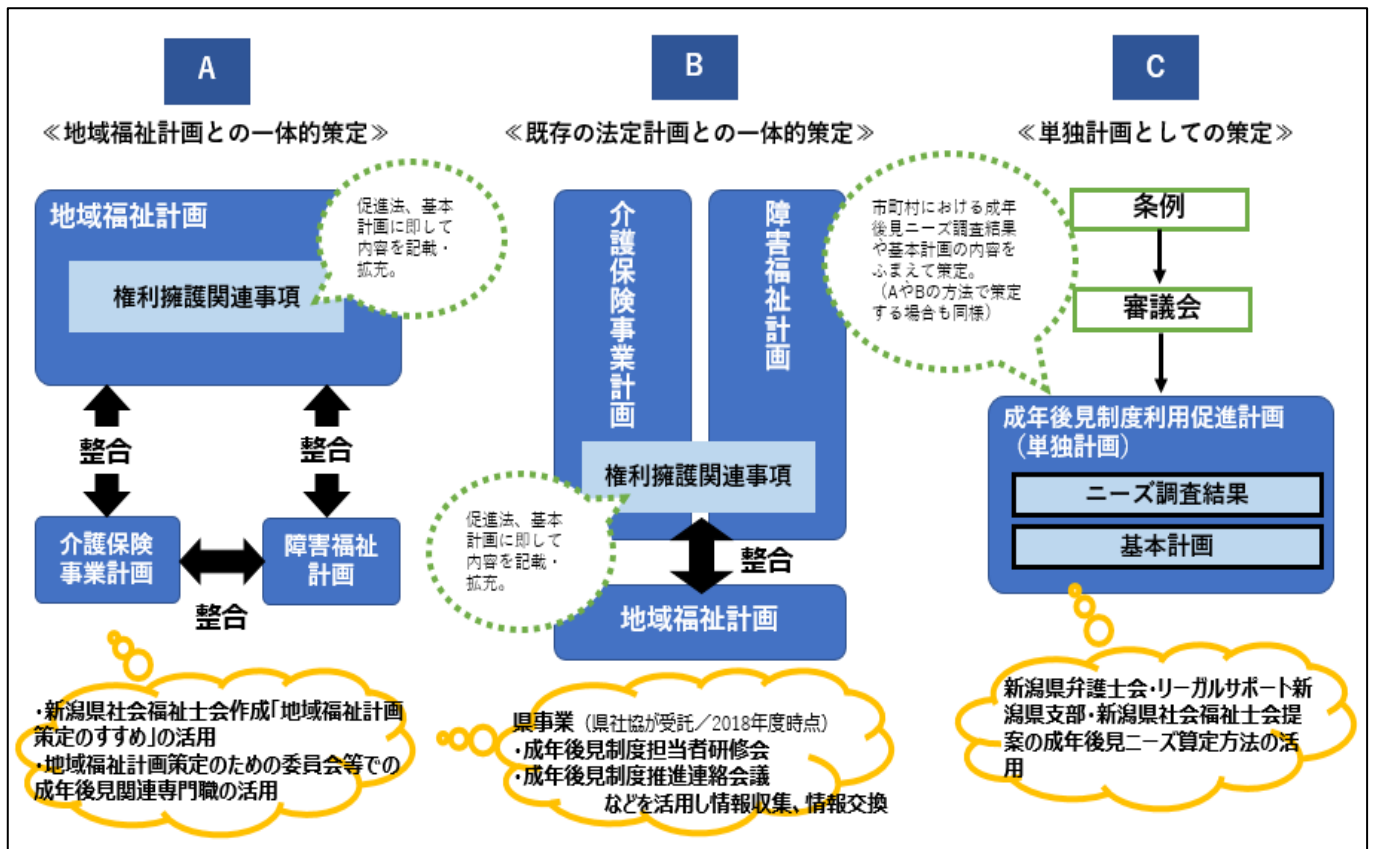 A
≪地域福祉計画との一体的策定≫
地域福祉計画
権利擁護関連事項
促進法、基本
計画に即して
内容を記載・
拡充。
整合
整合
介護保険
事業計画
障害福祉
計画
整合
・新潟県社会福祉士会作成「地域福祉計画
策定のすすめ」の活用
・地域福祉計画策定のための委員会等での
成年後見関連専門職の活用
B
≪既存の法定計画との一体的策定≫
介護保険事業計画
障害福祉計画
権利擁護関連事項
促進法、基本
計画に即して
内容を記載・
拡充。
整合
地域福祉計画
県事業（県社協が受託／2018年度時点）
・成年後見制度担当者研修会
・成年後見制度推進連絡会議
などを活用し情報収集、情報交換
C
≪単独計画としての策定≫
市町村における成年
後見ニーズ調査結果
や基本計画の内容を
ふまえて策定。
（AやBの方法で策定
する場合も同様）
条例
審議会
成年後見制度利用促進計画
（単独計画）
ニーズ調査結果
基本計画
新潟県弁護士会・リーガルサポート新
潟県支部・新潟県社会福祉士会提
案の成年後見ニーズ算定方法の活
用